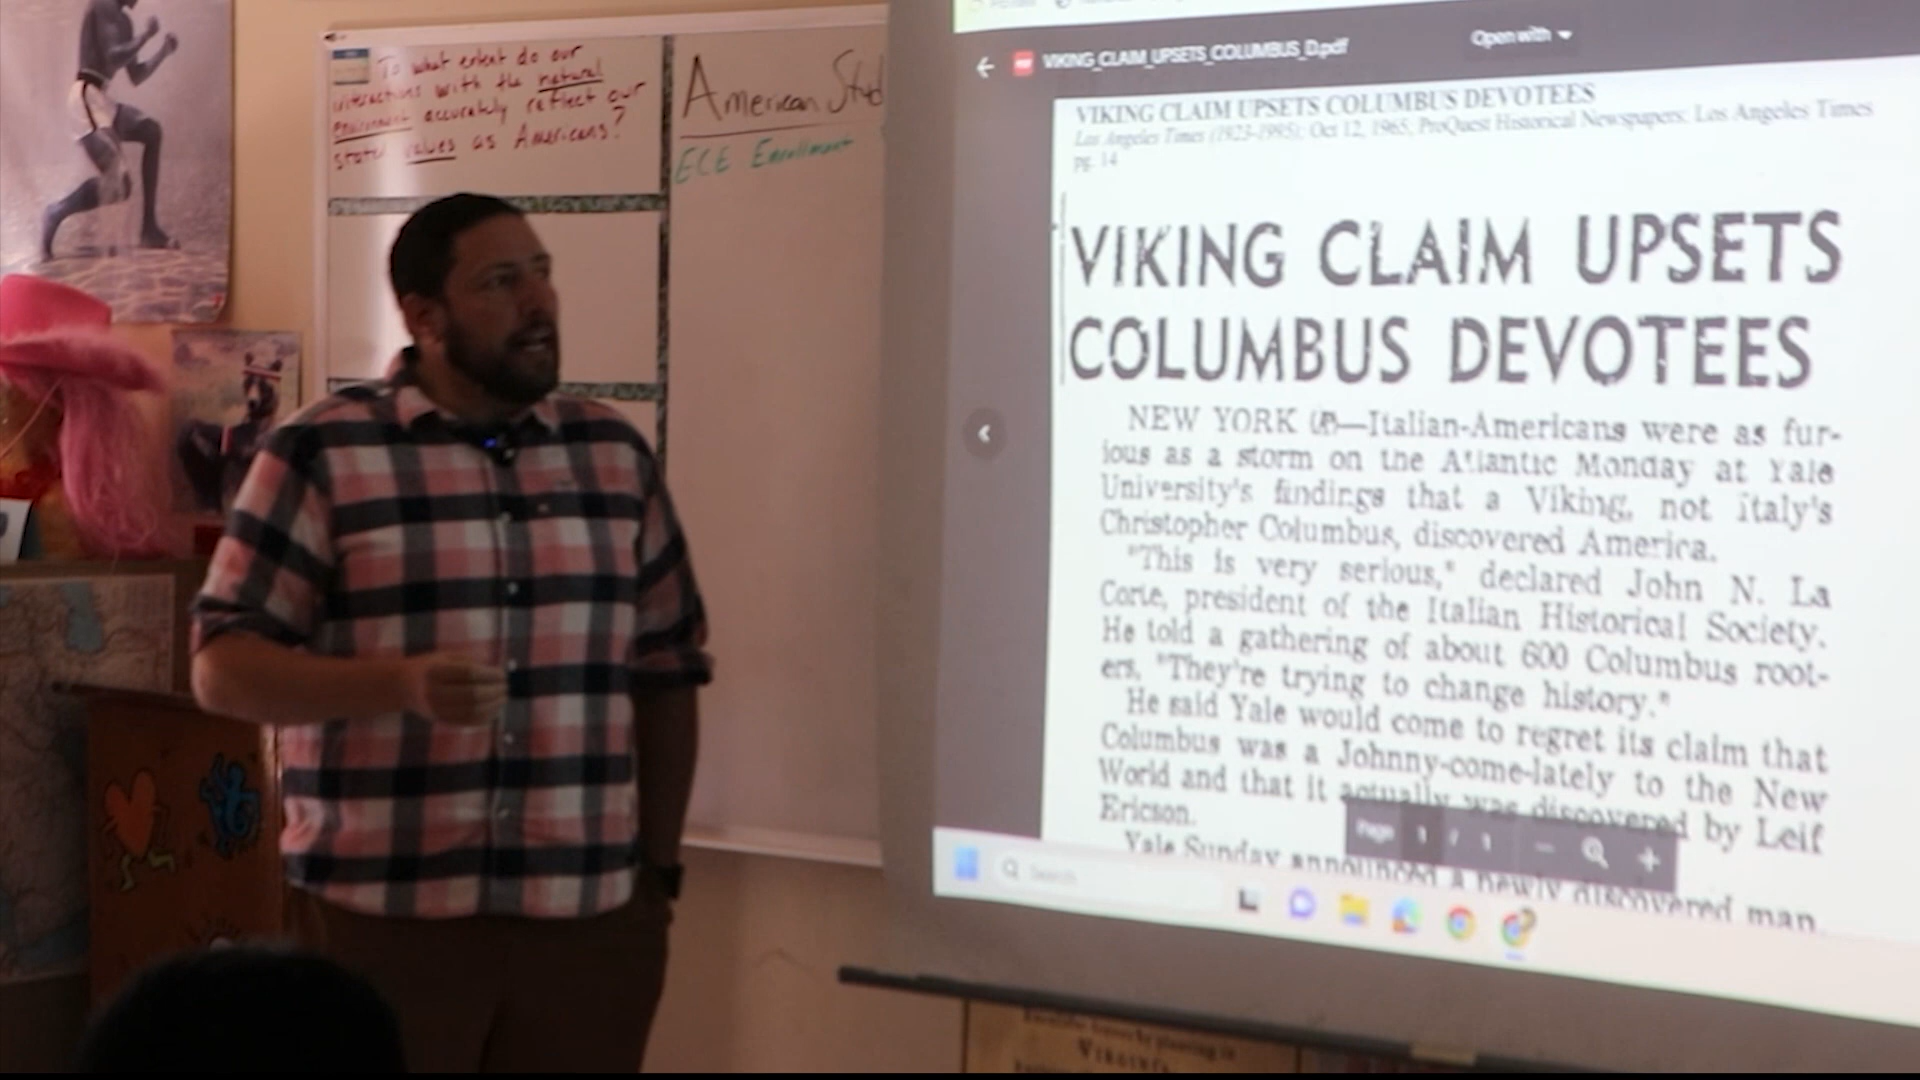 To what extent do our
interactions with the natural
environment accurately reflect our
stated values as Americans?
American Stud
ECE Enrollment
VIKING_CLAIM_UPSETS_COLUMBUS_D.pdf
Open with
VIKING CLAIM UPSETS COLUMBUS DEVOTEES
Los Angeles Times (1923-1995); Oct 12, 1965; ProQuest Historical Newspapers: Los Angeles Times
pg. 14
VIKING CLAIM UPSETS
COLUMBUS DEVOTEES
NEW YORK (AP)—Italian-Americans were as fur-
ious as a storm on the Atlantic Monday at Yale
University's findings that a Viking, not Italy's
Christopher Columbus, discovered America.
"This is very serious," declared John N. La
Corte, president of the Italian Historical Society.
He told a gathering of about 600 Columbus root-
ers, "They're trying to change history."
He said Yale would come to regret its claim that
Columbus was a Johnny-come-lately to the New
World and that it actually was discovered by Leif
Ericson.
Yale Sunday announced a newly discovered map
Page 1 / 1
Search
VIRGINIA